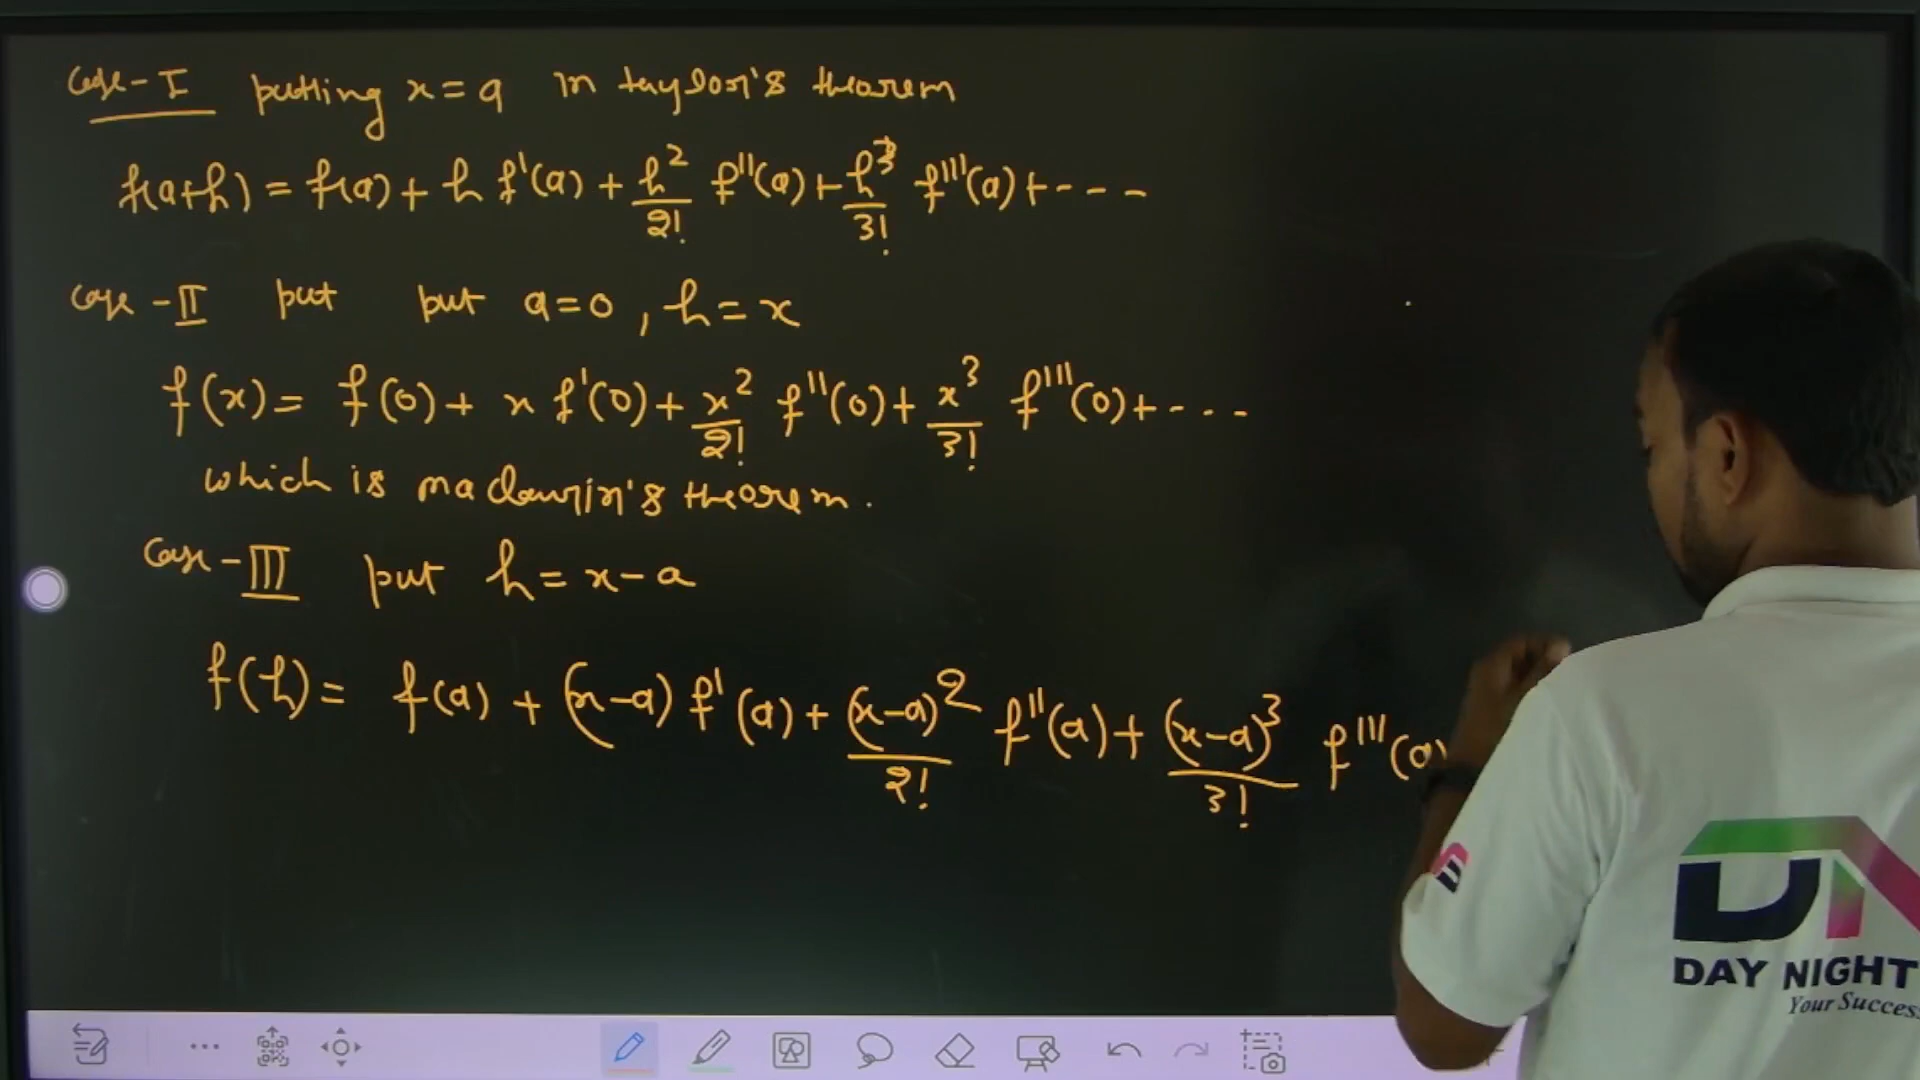 Case-I putting x=a in taylor's theorem
f(a+h) = f(a) + h f'(a) + h²/2! f''(a) + h³/3! f'''(a) + ----
Case-II put put a=0, h=x
f(x) = f(0) + x f'(0) + x²/2! f''(0) + x³/3! f'''(0) + ---
which is maclaurin's theorem.
Case-III put h=x-a
f(h) = f(a) + (x-a) f'(a) + (x-a)²/2! f''(a) + (x-a)³/3! f'''(a)
DAY NIGHT
Your Success